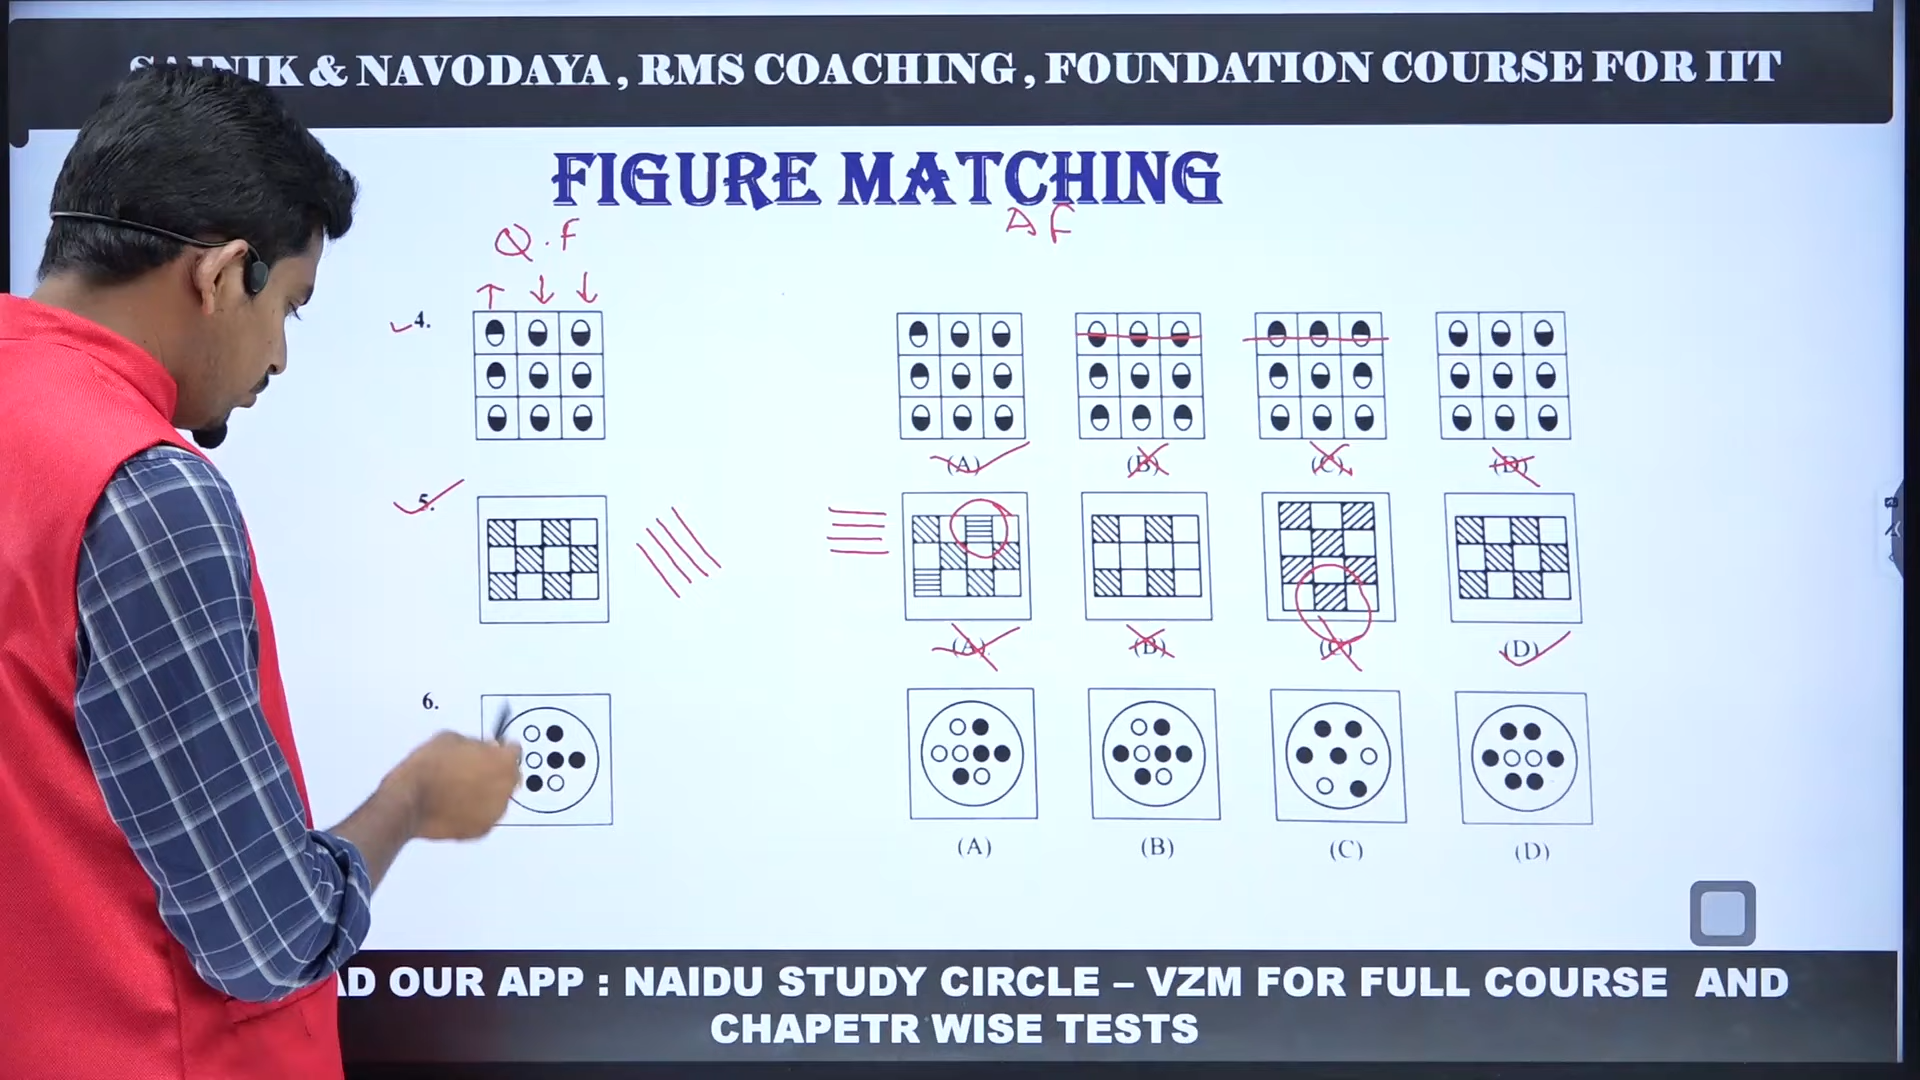 & NAVODAYA , RMS COACHING , FOUNDATION COURSE FOR IIT
FIGURE MATCHING
Q.F
A F
4.
(A) (B) (C) (D)
5.
(A) (B) (C) (D)
6.
(A) (B) (C) (D)
OUR APP : NAIDU STUDY CIRCLE – VZM FOR FULL COURSE AND
CHAPETR WISE TESTS